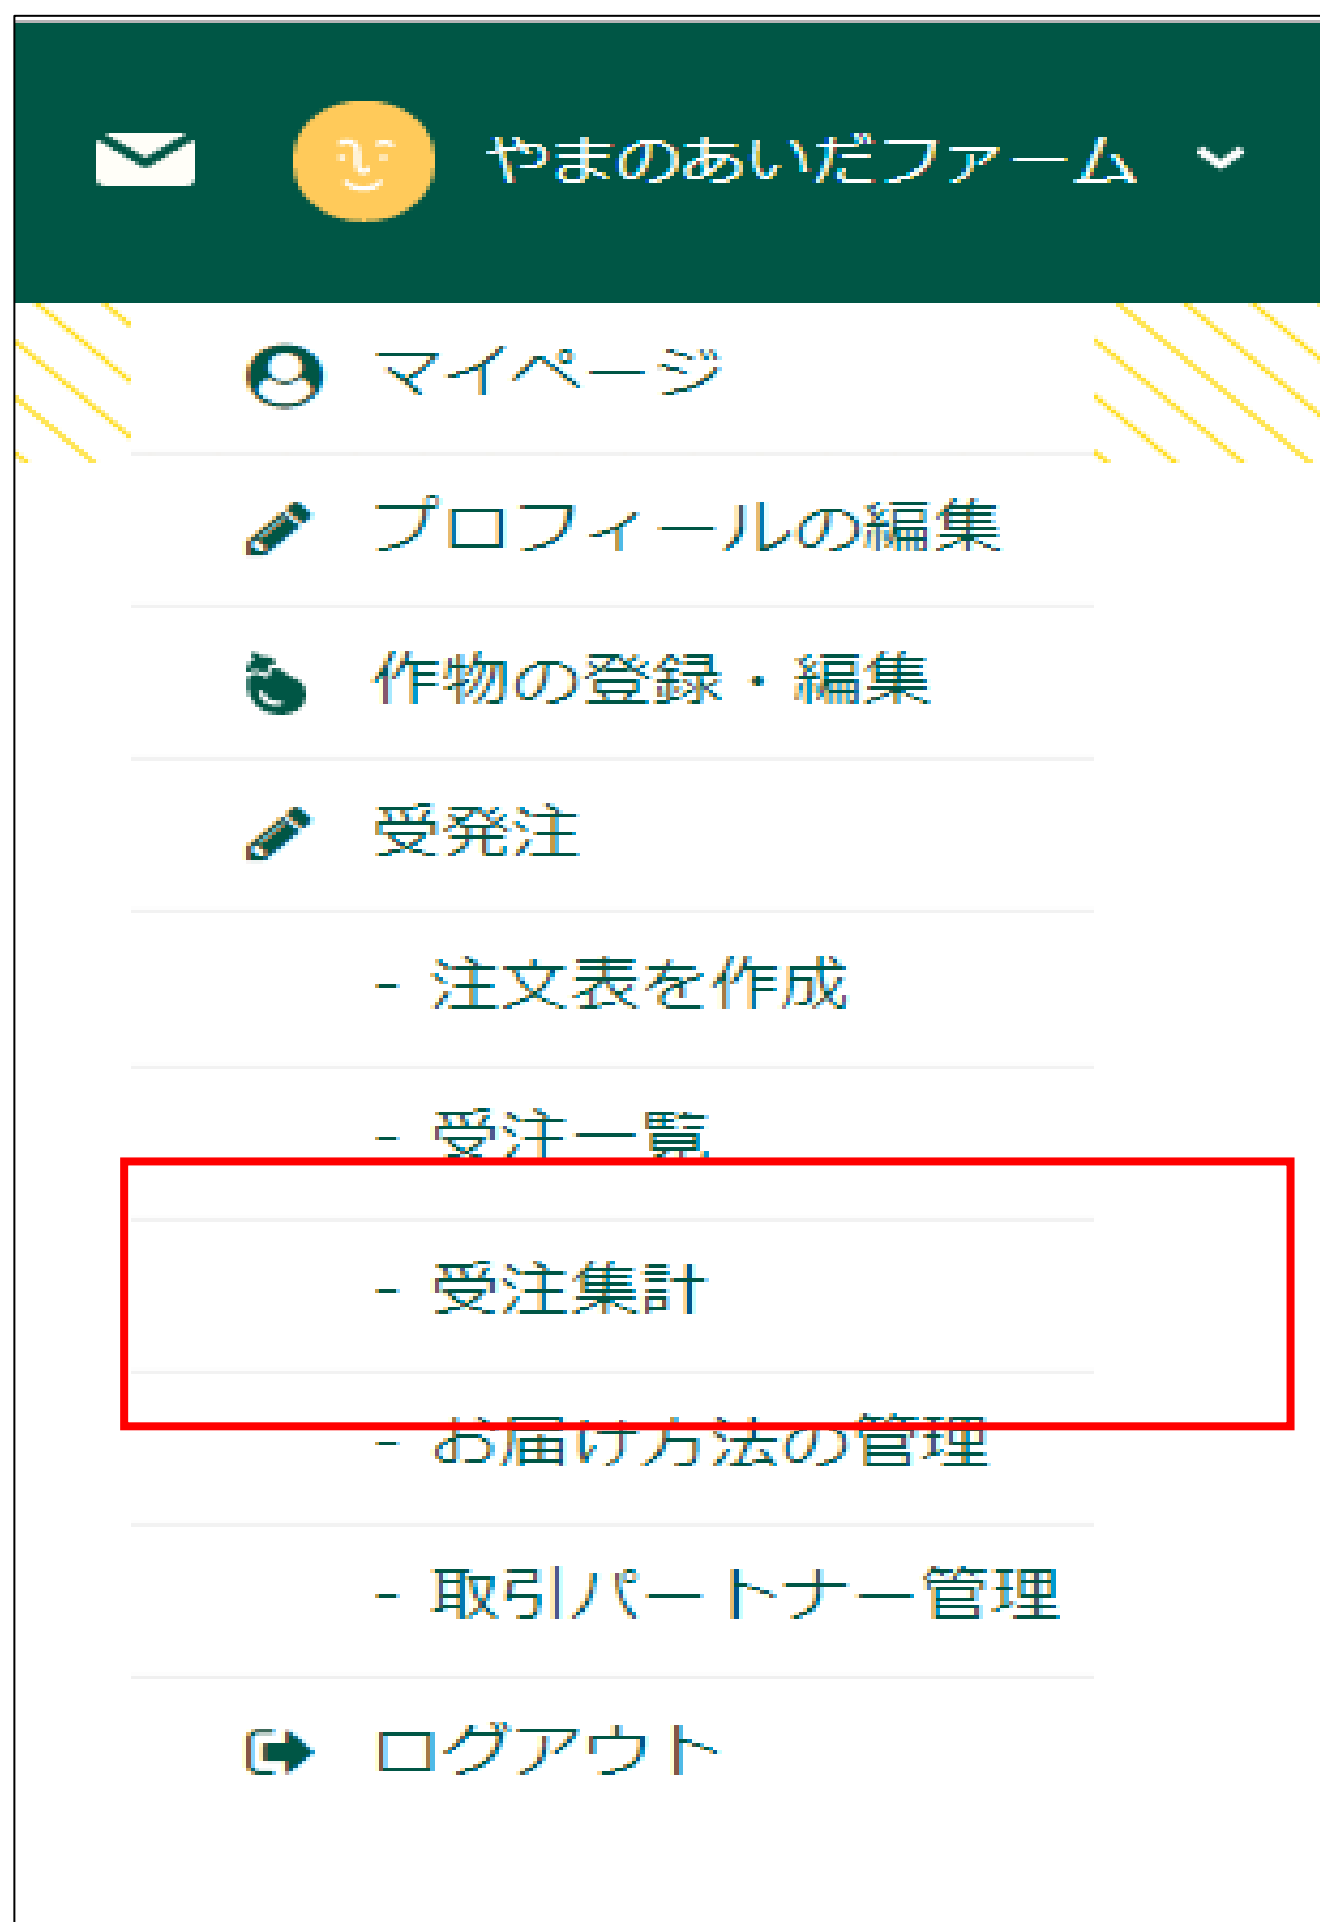 やまのあいだファーム
マイページ
プロフィールの編集
作物の登録・編集
受発注
- 注文表を作成
- 受注一覧
- 受注集計
- お届け方法の管理
- 取引パートナー管理
ログアウト